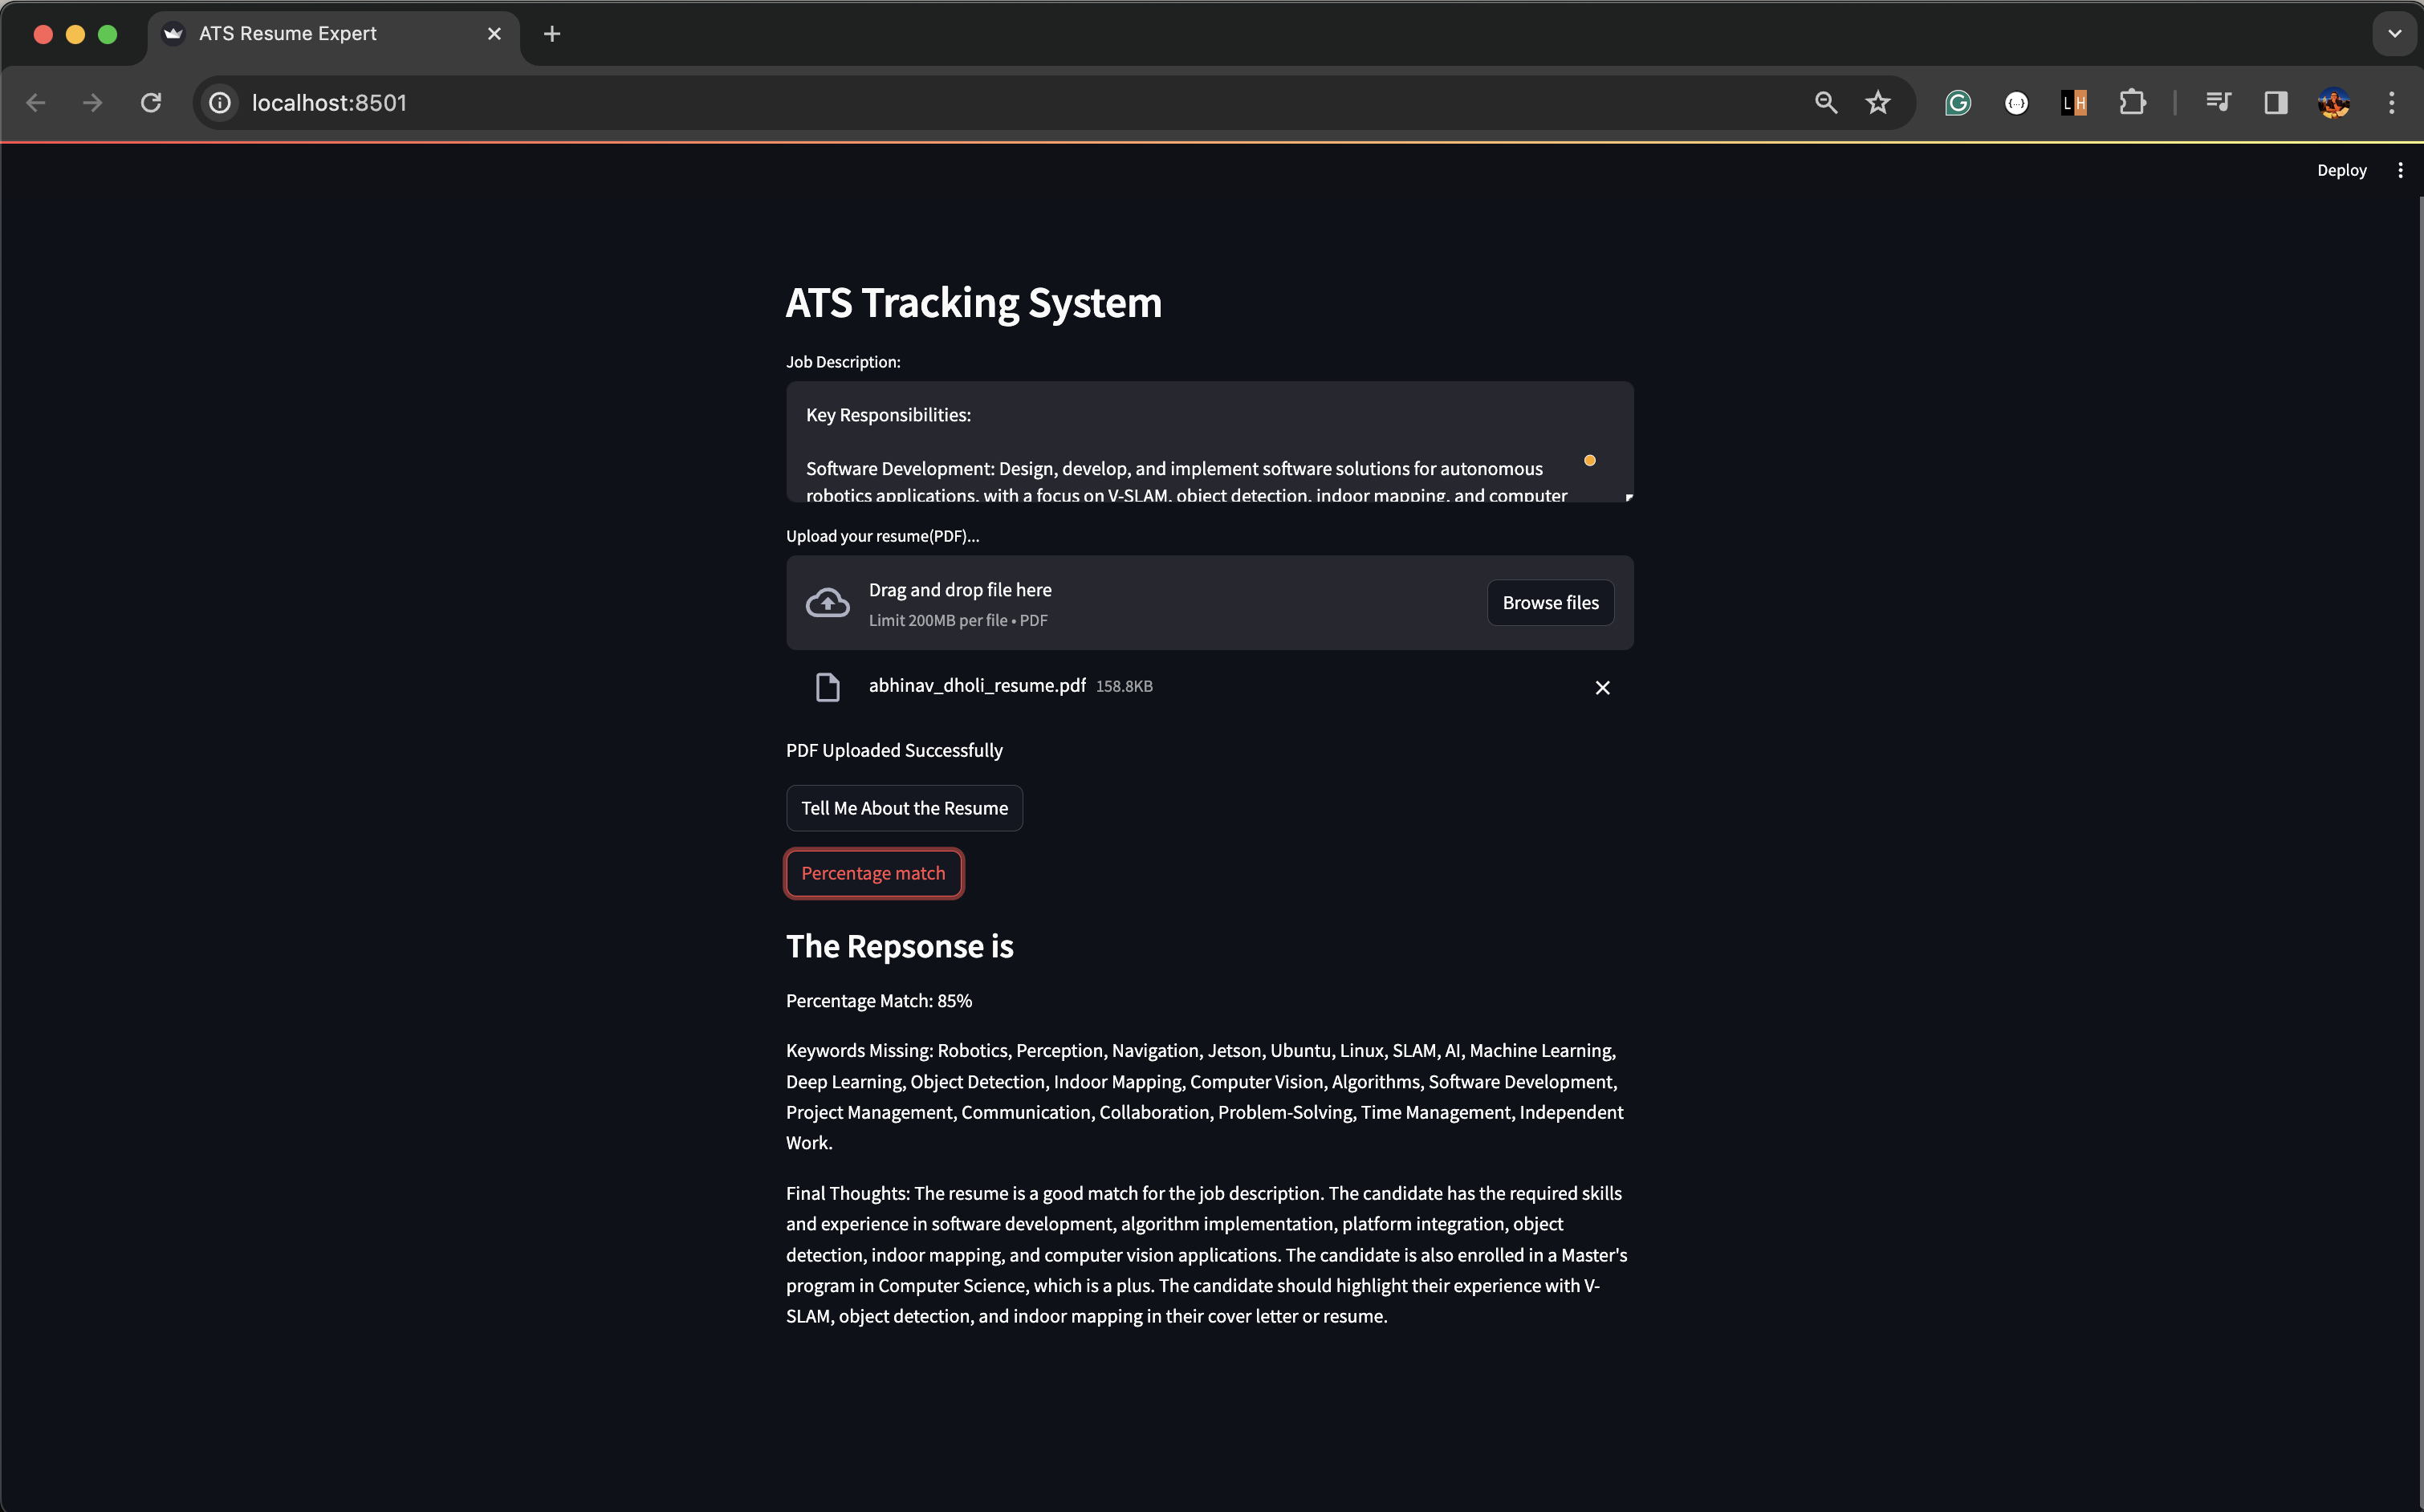 ATS Resume Expert
localhost:8501
L H
Deploy
ATS Tracking System
Job Description:
Key Responsibilities:
Software Development: Design, develop, and implement software solutions for autonomous
robotics applications, with a focus on V-SLAM, object detection, indoor mapping, and computer
Upload your resume(PDF)...
Drag and drop file here
Limit 200MB per file • PDF
Browse files
abhinav_dholi_resume.pdf 158.8KB
PDF Uploaded Successfully
Tell Me About the Resume
Percentage match
The Repsonse is
Percentage Match: 85%
Keywords Missing: Robotics, Perception, Navigation, Jetson, Ubuntu, Linux, SLAM, AI, Machine Learning,
Deep Learning, Object Detection, Indoor Mapping, Computer Vision, Algorithms, Software Development,
Project Management, Communication, Collaboration, Problem-Solving, Time Management, Independent
Work.
Final Thoughts: The resume is a good match for the job description. The candidate has the required skills
and experience in software development, algorithm implementation, platform integration, object
detection, indoor mapping, and computer vision applications. The candidate is also enrolled in a Master's
program in Computer Science, which is a plus. The candidate should highlight their experience with V-
SLAM, object detection, and indoor mapping in their cover letter or resume.